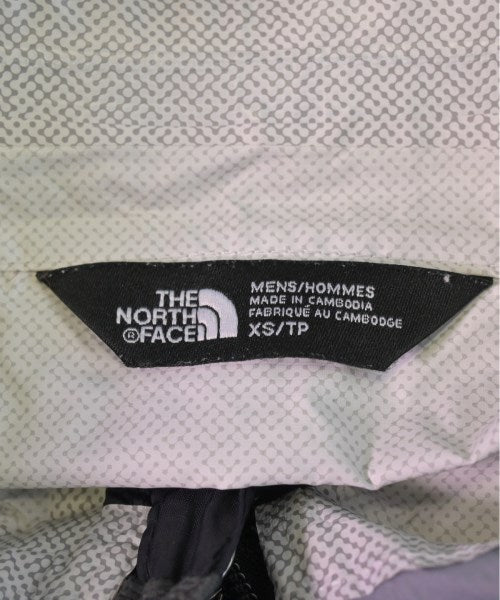 THE
NORTH
®FACE
MENS/HOMMES
MADE IN CAMBODIA
FABRIQUÉ AU CAMBODGE
XS/TP